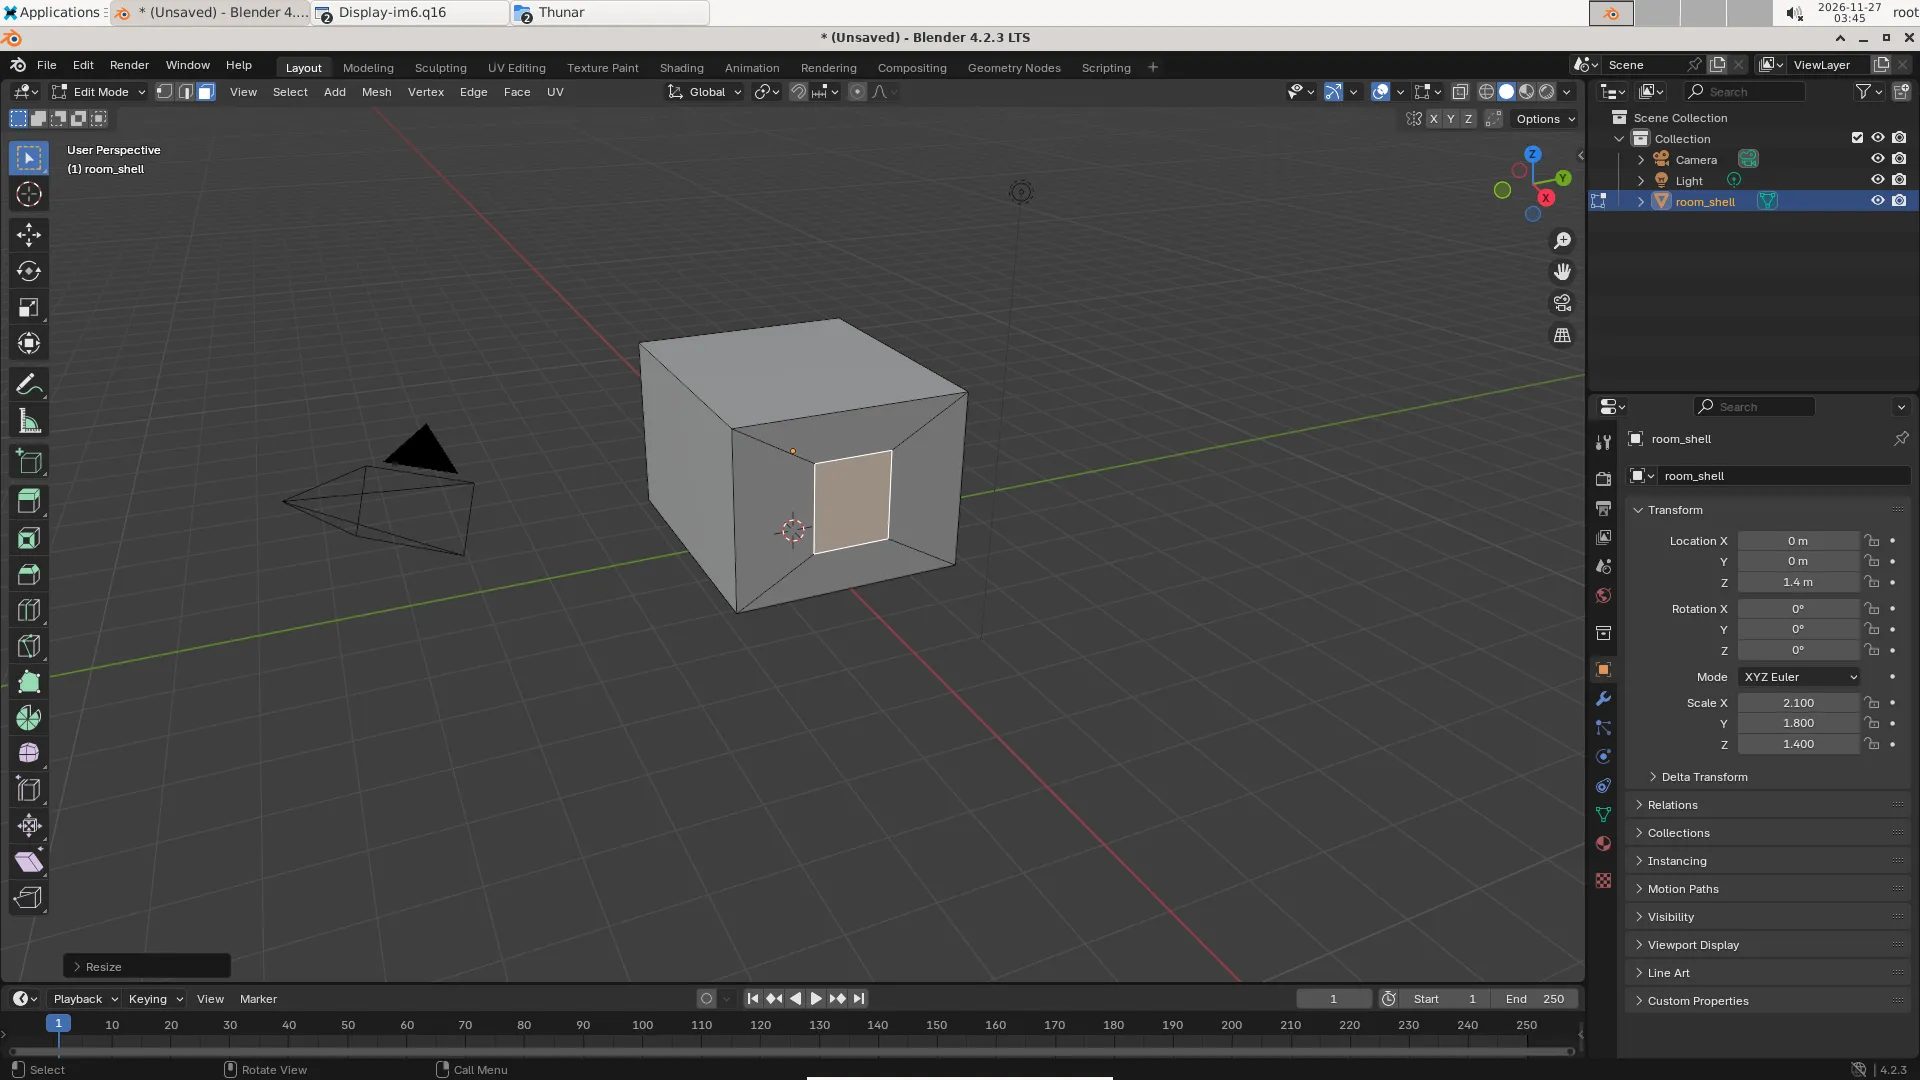 Applications
* (Unsaved) - Blender 4....
2 Display-im6.q16
2 Thunar
2026-11-27
03:45
root
* (Unsaved) - Blender 4.2.3 LTS
File Edit Render Window Help
Layout Modeling Sculpting UV Editing Texture Paint Shading Animation Rendering Compositing Geometry Nodes Scripting +
Scene
ViewLayer
Edit Mode
View Select Add Mesh Vertex Edge Face UV
Global
Search
X Y Z
Options
User Perspective
(1) room_shell
Z
Y
X
Scene Collection
Collection
Camera
Light
room_shell
Search
room_shell
room_shell
Transform
Location X 0 m
Y 0 m
Z 1.4 m
Rotation X 0°
Y 0°
Z 0°
Mode XYZ Euler
Scale X 2.100
Y 1.800
Z 1.400
Delta Transform
Relations
Collections
Instancing
Motion Paths
Visibility
Viewport Display
Line Art
Custom Properties
Resize
Playback Keying View Marker
1
Start 1
End 250
1 10 20 30 40 50 60 70 80 90 100 110 120 130 140 150 160 170 180 190 200 210 220 230 240 250
Select
Rotate View
Call Menu
4.2.3